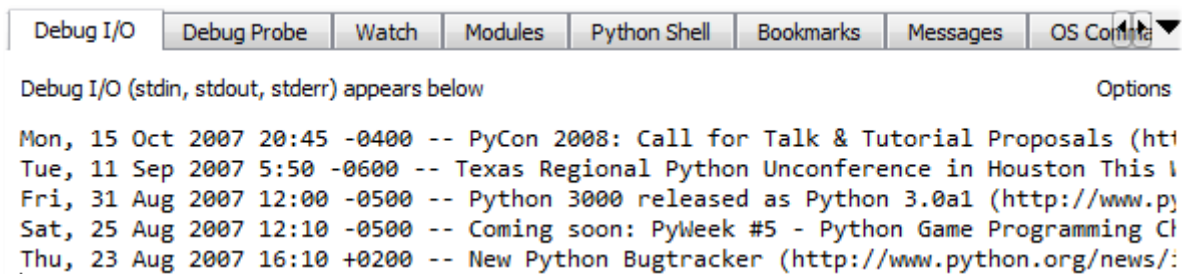 Debug I/O Debug Probe Watch Modules Python Shell Bookmarks Messages OS
Debug I/O (stdin, stdout, stderr) appears below Options
Mon, 15 Oct 2007 20:45 -0400 -- PyCon 2008: Call for Talk & Tutorial Proposals
Tue, 11 Sep 2007 5:50 -0600 -- Texas Regional Python Unconference in Houston This
Fri, 31 Aug 2007 12:00 -0500 -- Python 3000 released as Python 3.0a1 (http://www.py
Sat, 25 Aug 2007 12:10 -0500 -- Coming soon: PyWeek #5 - Python Game Programming
Thu, 23 Aug 2007 16:10 +0200 -- New Python Bugtracker (http://www.python.org/news/